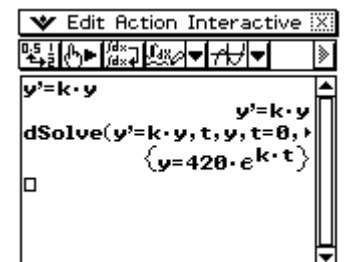 Edit Action Interactive
y'=k·y
y'=k·y
dSolve(y'=k·y,t,y,t=0,
{y=420·e^k·t}